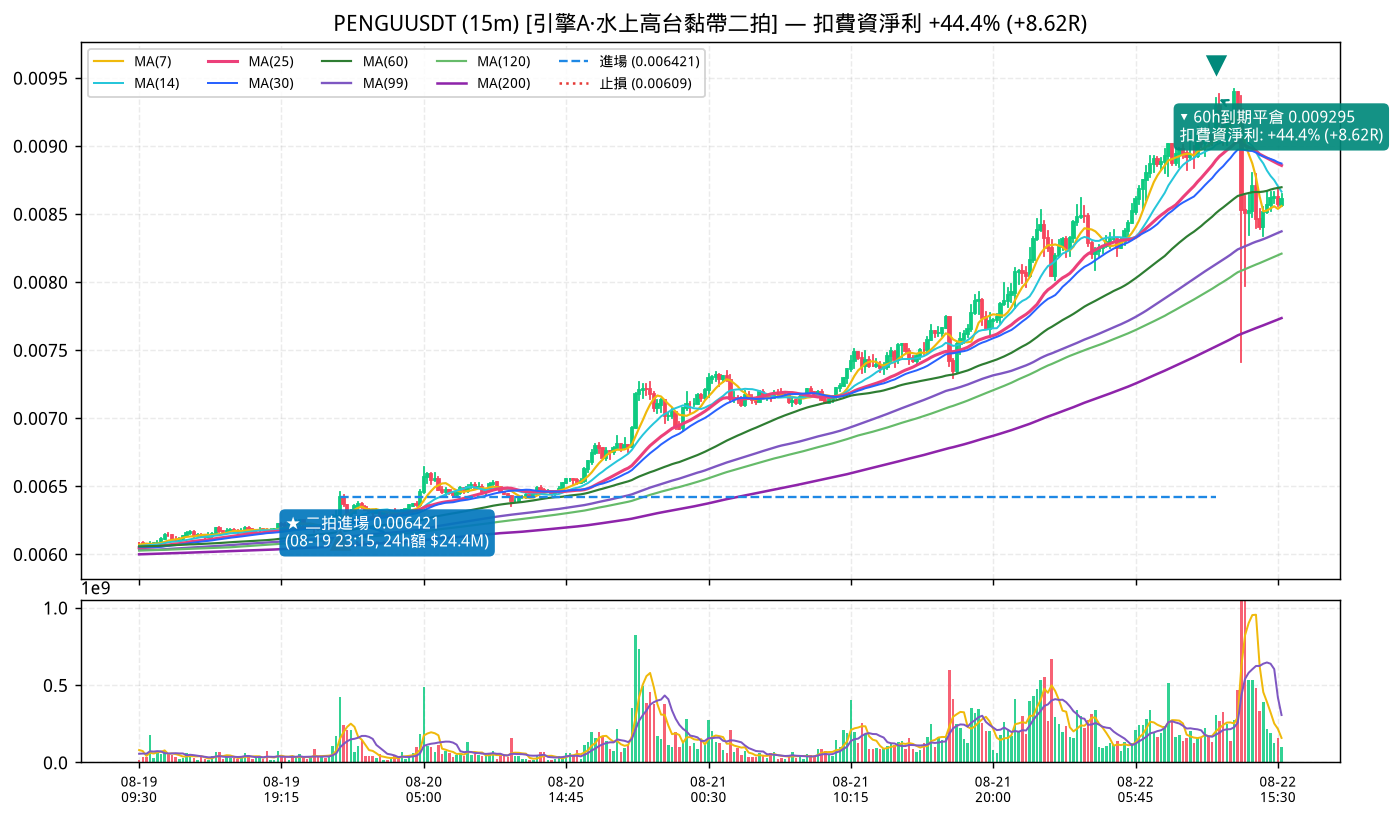 PENGUUSDT (15m) [引擎A·水上高台黏帶二拍] — 扣費資淨利 +44.4% (+8.62R)
MA(7)
MA(14)
MA(25)
MA(30)
MA(60)
MA(99)
MA(120)
MA(200)
進場 (0.006421)
止損 (0.00609)
0.0095
0.0090
0.0085
0.0080
0.0075
0.0070
0.0065
0.0060
▼ 60h到期平倉 0.009295
扣費資淨利: +44.4% (+8.62R)
★ 二拍進場 0.006421
(08-19 23:15, 24h額 $24.4M)
1e9
1.0
0.5
0.0
08-19
09:30
08-19
19:15
08-20
05:00
08-20
14:45
08-21
00:30
08-21
10:15
08-21
20:00
08-22
05:45
08-22
15:30